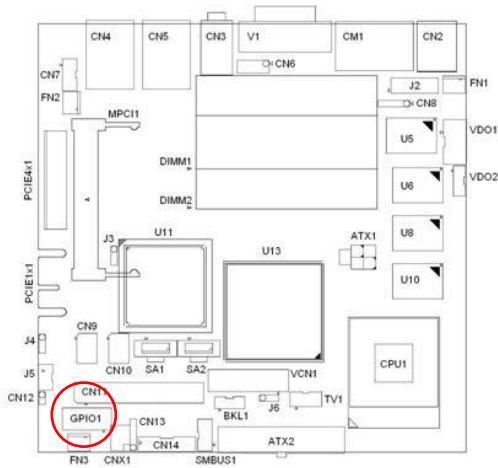 CN4
CN5
CN3
V1
CM1
CN2
CN6
CN7
J2
FN1
FN2
CN8
MPCI1
U5
VDO1
DIMM1
VDO2
PCIE4x1
A
U6
DIMM2
U8
ATX1
J3
U11
U13
PCIE1x1
U10
CN9
J4
CN10
SA1
SA2
CPU1
J5
VCN1
CN11
CN12
J6
TV1
GPIO1
BKL1
CN13
CN14
ATX2
FN3
CNX1
SMBUS1